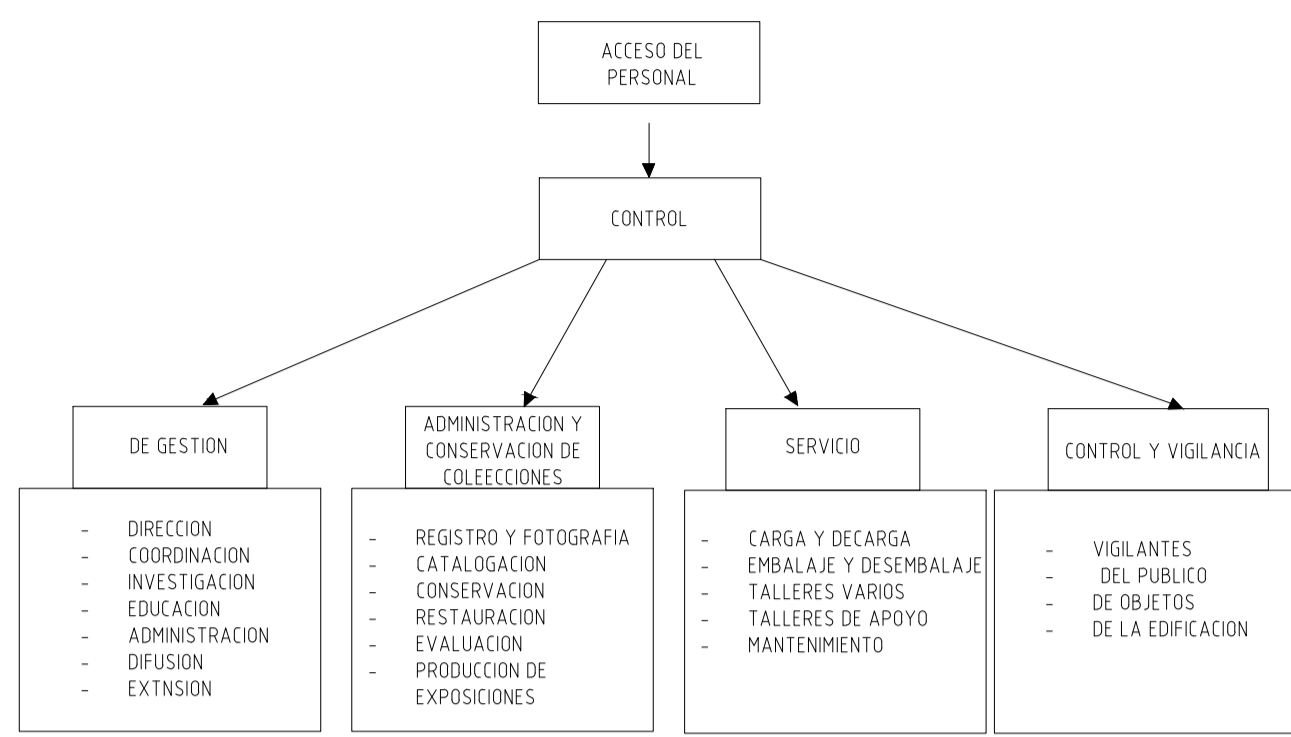 ACCESO DEL
PERSONAL
CONTROL
DE GESTION
- DIRECCION
- COORDINACION
- INVESTIGACION
- EDUCACION
- ADMINISTRACION
- DIFUSION
- EXTNSION
ADMINISTRACION Y
CONSERVACION DE
COLEECCIONES
- REGISTRO Y FOTOGRAFIA
- CATALOGACION
- CONSERVACION
- RESTAURACION
- EVALUACION
- PRODUCCION DE
EXPOSICIONES
SERVICIO
- CARGA Y DECARGA
- EMBALAJE Y DESEMBALAJE
- TALLERES VARIOS
- TALLERES DE APOYO
- MANTENIMIENTO
CONTROL Y VIGILANCIA
- VIGILANTES
- DEL PUBLICO
- DE OBJETOS
- DE LA EDIFICACION